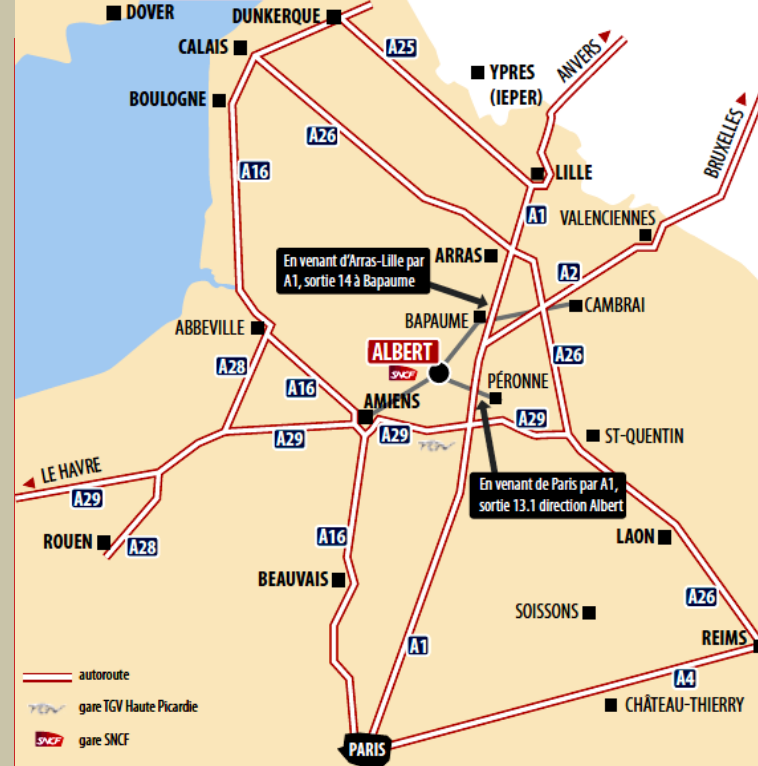 DOVER
DUNKERQUE
CALAIS
A25
ANVERS
YPRES
(IEPER)
BOULOGNE
BRUXELLES
A26
A16
LILLE
A1
VALENCIENNES
ARRAS
En venant d'Arras-Lille par
A1, sortie 14 à Bapaume
A2
CAMBRAI
BAPAUME
ABBEVILLE
ALBERT
SNCF
A26
A28
A16
PÉRONNE
AMIENS
A29
A29
A29
ST-QUENTIN
LE HAVRE
A29
En venant de Paris par A1,
sortie 13.1 direction Albert
ROUEN
A28
A16
LAON
BEAUVAIS
A26
SOISSONS
REIMS
A1
A4
autoroute
CHÂTEAU-THIERRY
gare TGV Haute Picardie
SNCF
gare SNCF
PARIS